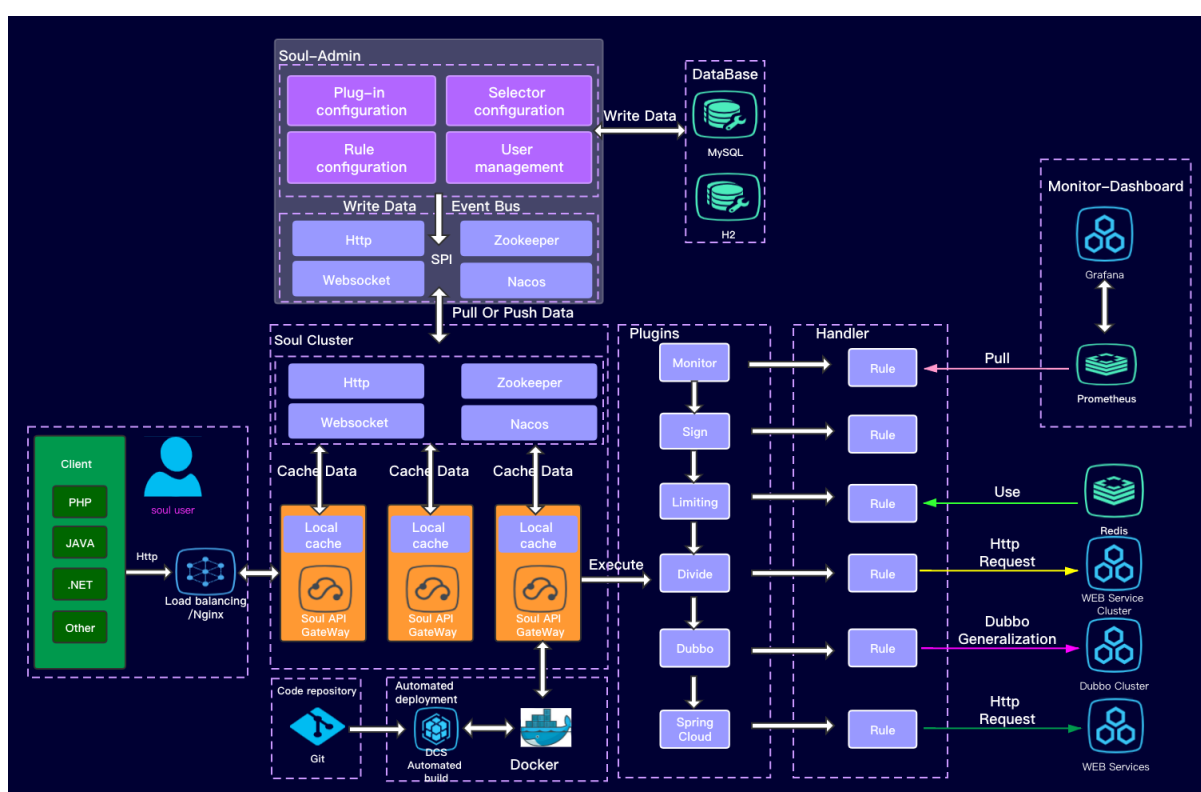 Soul-Admin
Plug-in
configuration
Selector
configuration
Rule
configuration
User
management
Write Data
Event Bus
Http
Zookeeper
SPI
Websocket
Nacos
Write Data
DataBase
MySQL
H2
Pull Or Push Data
Monitor-Dashboard
Grafana
Prometheus
Soul Cluster
Http
Zookeeper
Websocket
Nacos
Cache Data
Cache Data
Cache Data
Local
cache
Soul API
GateWay
Local
cache
Soul API
GateWay
Local
cache
Soul API
GateWay
Client
PHP
JAVA
.NET
Other
soul user
Http
Load balancing
/Nginx
Execute
Plugins
Monitor
Sign
Limiting
Divide
Dubbo
Spring
Cloud
Handler
Rule
Rule
Rule
Rule
Rule
Rule
Pull
Use
Redis
Http
Request
WEB Service
Cluster
Dubbo
Generalization
Dubbo Cluster
Http
Request
WEB Services
Code repository
Git
Automated
deployment
DCS
Automated
build
Docker